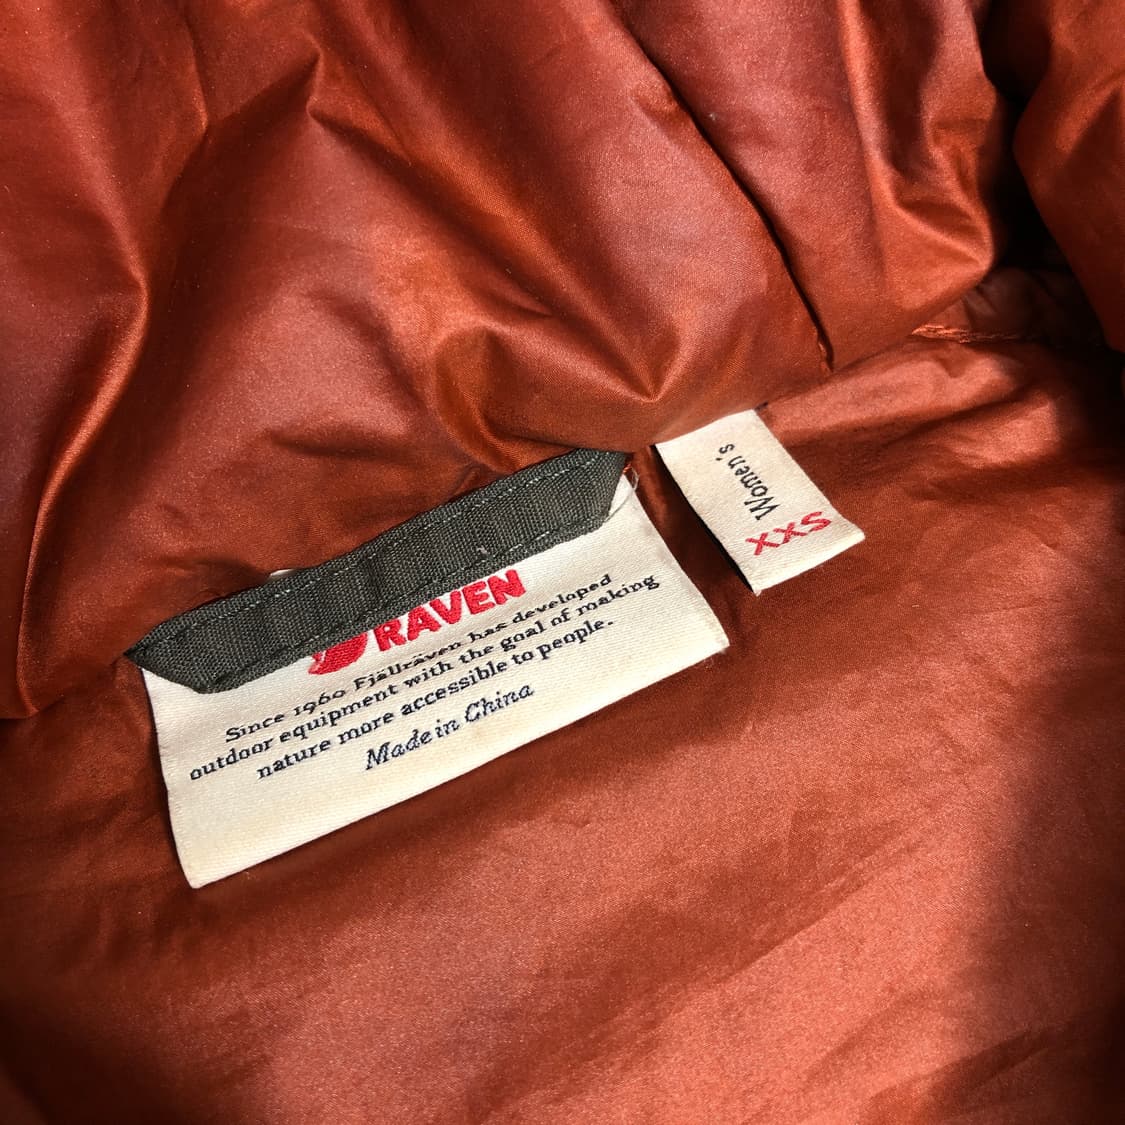 RÄVEN
Since 1960 Fjällräven has developed
outdoor equipment with the goal of making
nature more accessible to people.
Made in China
Women's
XXS